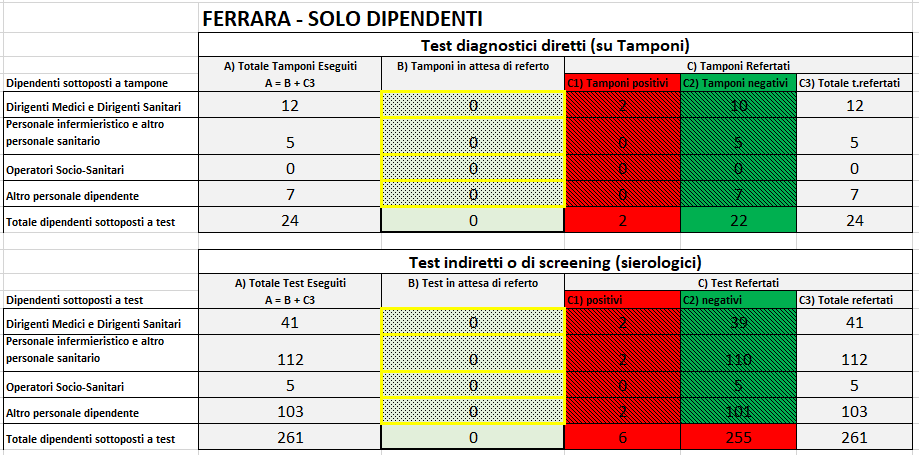 FERRARA - SOLO DIPENDENTI
Test diagnostici diretti (su Tamponi)
A) Totale Tamponi Eseguiti B) Tamponi in attesa di referto C) Tamponi Refertati
Dipendenti sottoposti a tampone A = B + C3 C1) Tamponi positivi C2) Tamponi negativi C3) Totale t.refertati
Dirigenti Medici e Dirigenti Sanitari 12 0 2 10 12
Personale infermieristico e altro
personale sanitario 5 0 0 5 5
Operatori Socio-Sanitari 0 0 0 0 0
Altro personale dipendente 7 0 0 7 7
Totale dipendenti sottoposti a test 24 0 2 22 24
Test indiretti o di screening (sierologici)
A) Totale Test Eseguiti B) Test in attesa di referto C) Test Refertati
Dipendenti sottoposti a test A = B + C3 C1) positivi C2) negativi C3) Totale refertati
Dirigenti Medici e Dirigenti Sanitari 41 0 2 39 41
Personale infermieristico e altro
personale sanitario 112 0 2 110 112
Operatori Socio-Sanitari 5 0 0 5 5
Altro personale dipendente 103 0 2 101 103
Totale dipendenti sottoposti a test 261 0 6 255 261